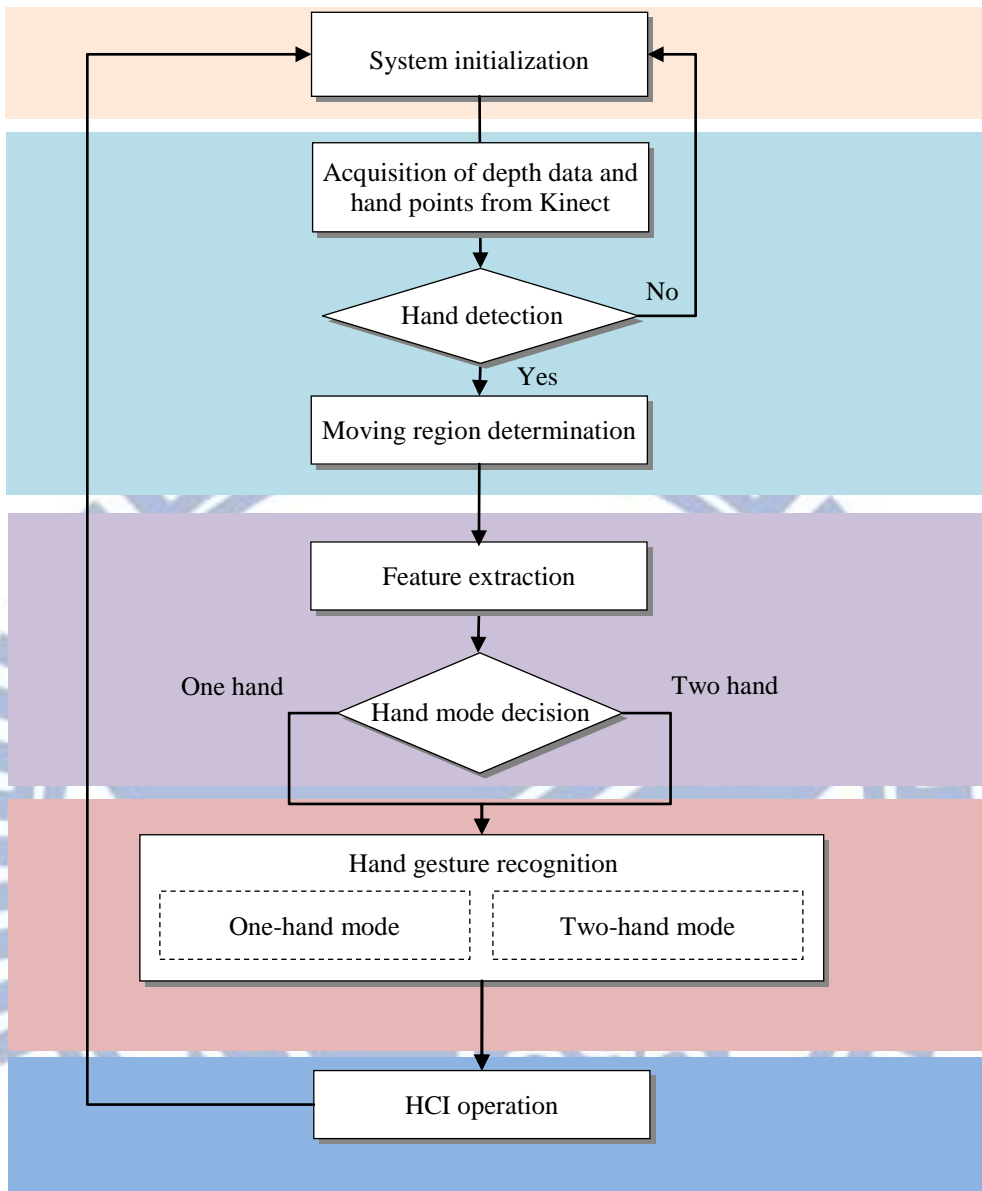 System initialization
Acquisition of depth data and
hand points from Kinect
No
Hand detection
Yes
Moving region determination
Feature extraction
One hand
Two hand
Hand mode decision
Hand gesture recognition
One-hand mode
Two-hand mode
HCI operation